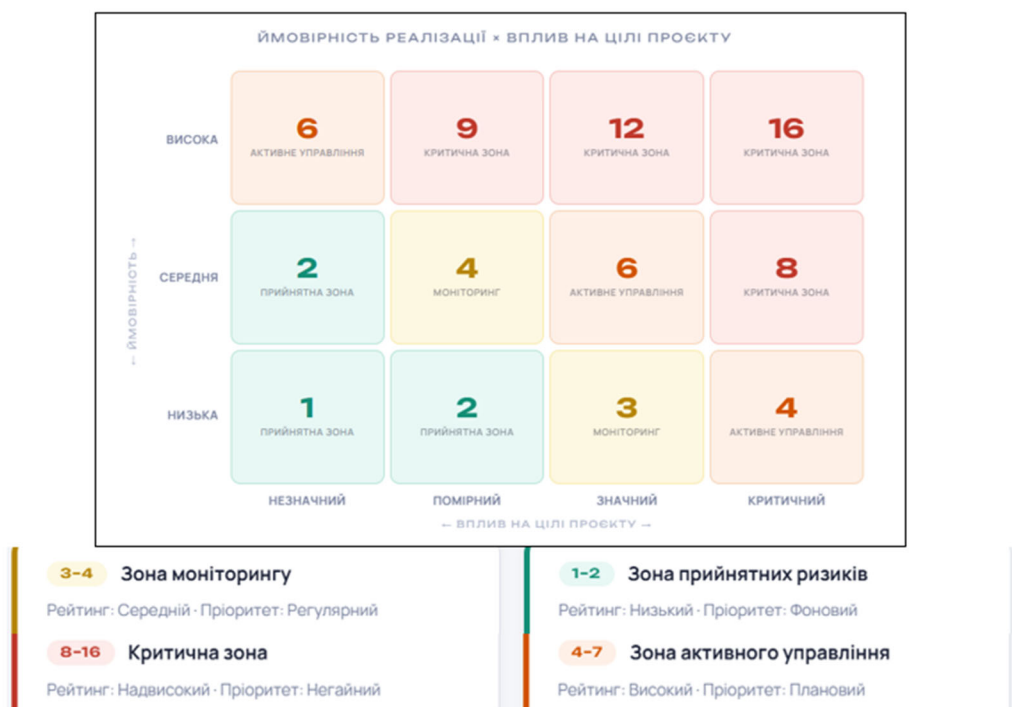 ЙМОВІРНІСТЬ РЕАЛІЗАЦІЇ × ВПЛИВ НА ЦІЛІ ПРОЄКТУ
← ЙМОВІРНІСТЬ →
ВИСОКА
6
АКТИВНЕ УПРАВЛІННЯ
9
КРИТИЧНА ЗОНА
12
КРИТИЧНА ЗОНА
16
КРИТИЧНА ЗОНА
СЕРЕДНЯ
2
ПРИЙНЯТНА ЗОНА
4
МОНІТОРИНГ
6
АКТИВНЕ УПРАВЛІННЯ
8
КРИТИЧНА ЗОНА
НИЗЬКА
1
ПРИЙНЯТНА ЗОНА
2
ПРИЙНЯТНА ЗОНА
3
МОНІТОРИНГ
4
АКТИВНЕ УПРАВЛІННЯ
НЕЗНАЧНИЙ
ПОМІРНИЙ
ЗНАЧНИЙ
КРИТИЧНИЙ
← ВПЛИВ НА ЦІЛІ ПРОЄКТУ →
3–4 Зона моніторингу
Рейтинг: Середній · Пріоритет: Регулярний
8–16 Критична зона
Рейтинг: Надвисокий · Пріоритет: Негайний
1–2 Зона прийнятних ризиків
Рейтинг: Низький · Пріоритет: Фоновий
4–7 Зона активного управління
Рейтинг: Високий · Пріоритет: Плановий